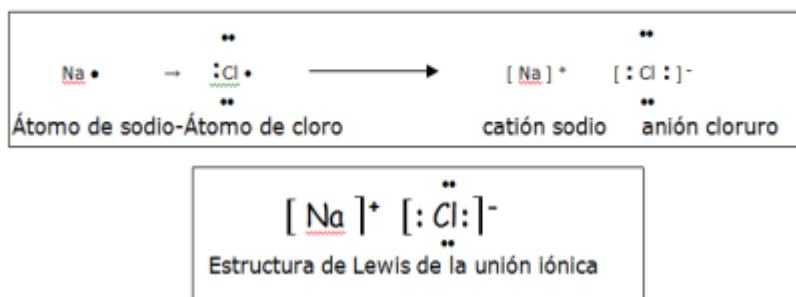 Na • → :Cl • ⟶ [ Na ]⁺ [ : Cl : ]⁻
Átomo de sodio-Átomo de cloro catión sodio anión cloruro
[ Na ]⁺ [ : Cl : ]⁻
Estructura de Lewis de la unión iónica